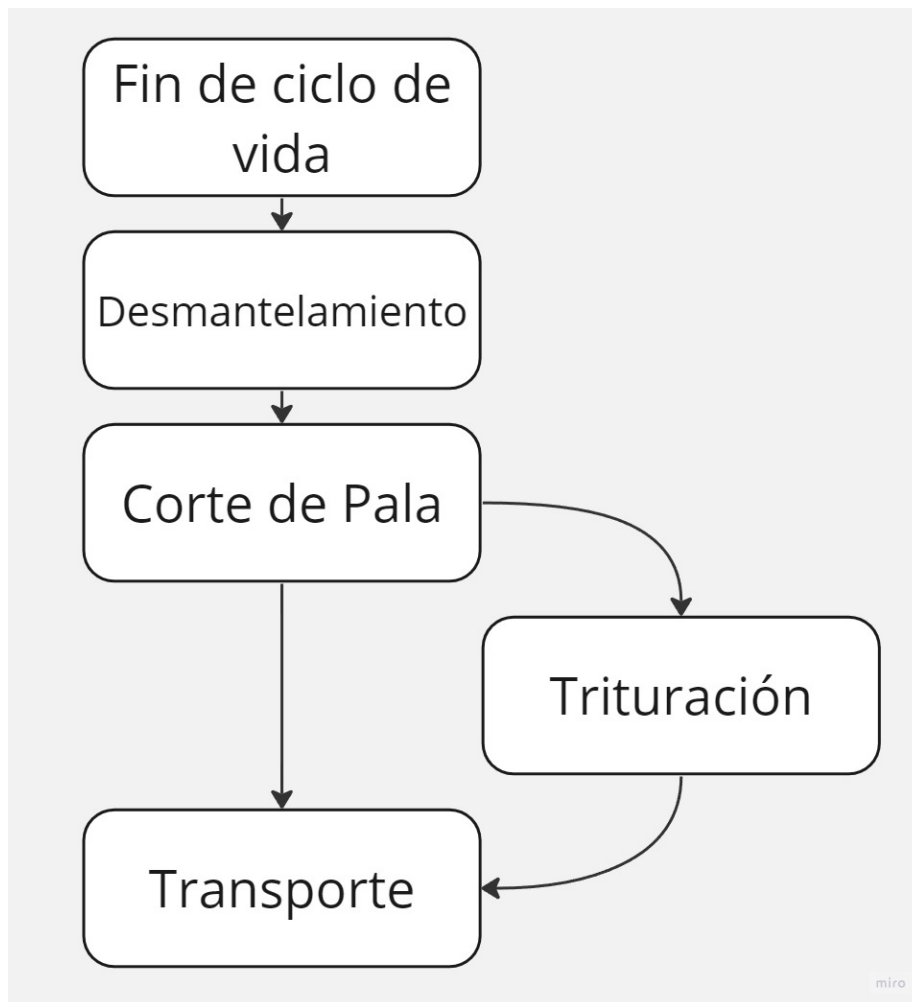 Fin de ciclo de
vida
Desmantelamiento
Corte de Pala
Trituración
Transporte
miro